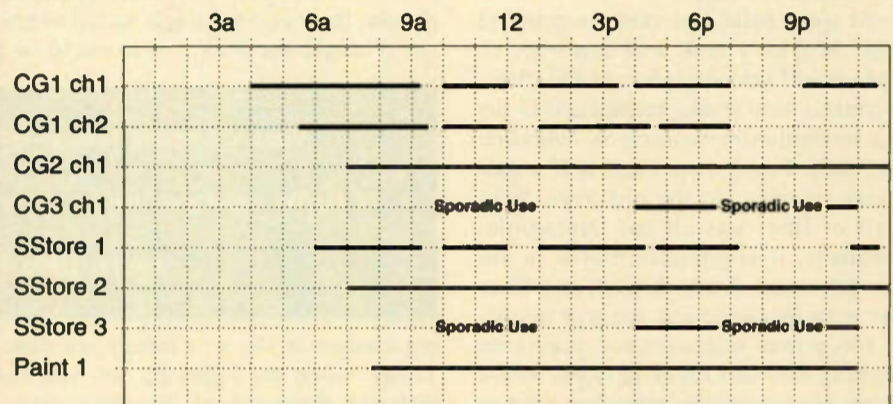 3a 6a 9a 12 3p 6p 9p
CG1 ch1
CG1 ch2
CG2 ch1
CG3 ch1 Sporadic Use Sporadic Use
SStore 1
SStore 2
SStore 3 Sporadic Use Sporadic Use
Paint 1